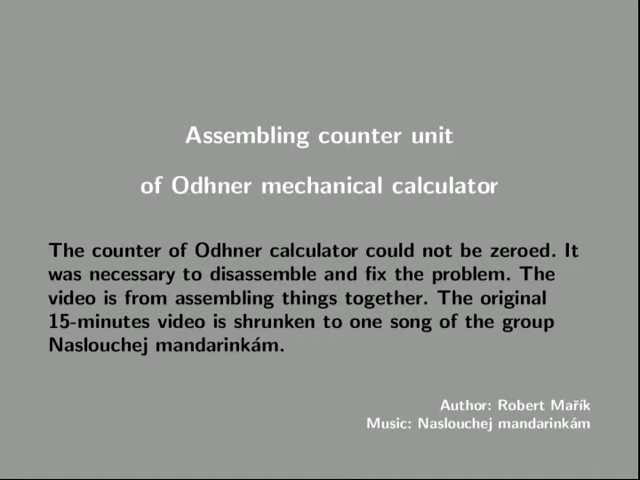 Assembling counter unit
of Odhner mechanical calculator
The counter of Odhner calculator could not be zeroed. It
was necessary to disassemble and fix the problem. The
video is from assembling things together. The original
15-minutes video is shrunken to one song of the group
Naslouchej mandarinkám.
Author: Robert Mařík
Music: Naslouchej mandarinkám